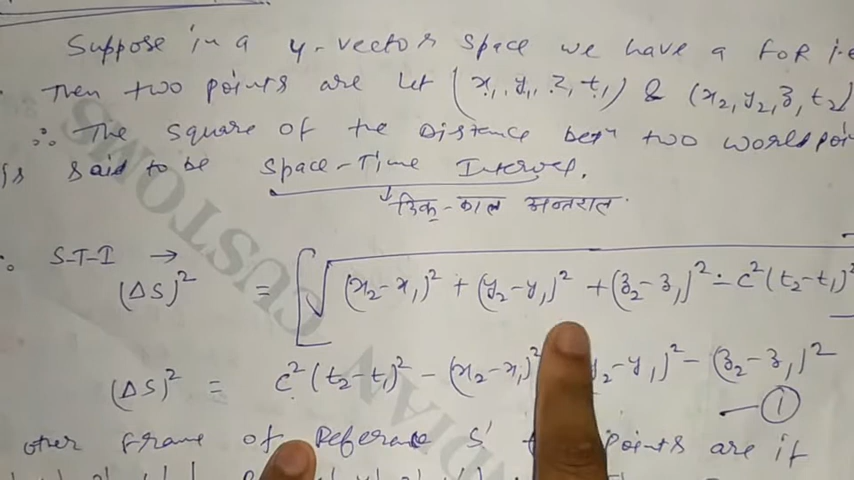 Suppose in a 4-vector space we have a FOR i.e
Then two points are Let (x₁, y₁, z, t₁) & (x₂, y₂, z, t₂)
∴ The square of the Distance betⁿ two world poi
is said to be Space-Time Interval.
दिक्-काल अन्तराल
S-T-I →
(ΔS)² = [√(x₂-x₁)² + (y₂-y₁)² + (z₂-z₁)² - c²(t₂-t₁)²
(ΔS)² = c²(t₂-t₁)² - (x₂-x₁)² y₂-y₁)² - (z₂-z₁)²
①
other frame of Reference S' points are if
INDIAN CUSTOMS